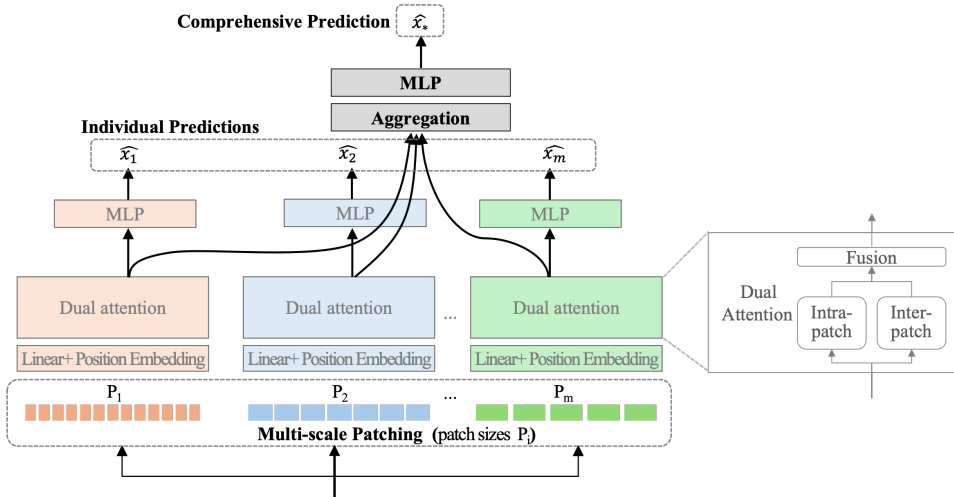 Comprehensive Prediction
x̂*
MLP
Aggregation
Individual Predictions
x̂1 x̂2 x̂m
MLP MLP MLP
Dual attention Dual attention ... Dual attention
Linear+ Position Embedding Linear+ Position Embedding Linear+ Position Embedding
P1 P2 ... Pm
Multi-scale Patching (patch sizes Pi)
Fusion
Dual
Attention
Intra-
patch
Inter-
patch